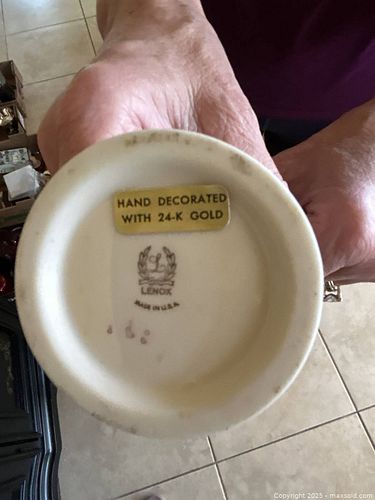 HAND DECORATED
WITH 24-K GOLD
L
LENOX
MADE IN U.S.A.
Copyright 2025 - maxsold.com